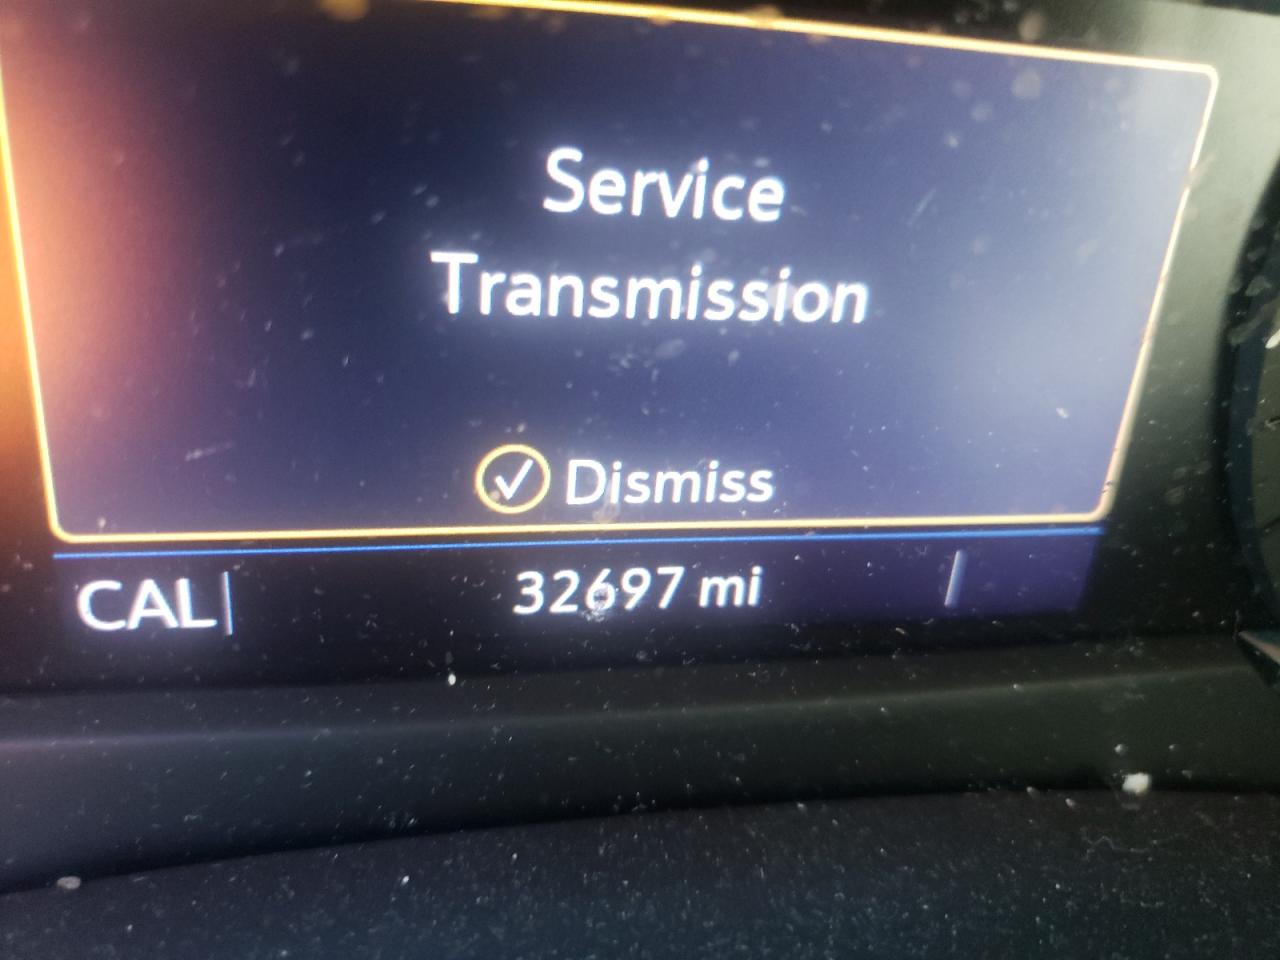 Service
Transmission
Dismiss
CAL
32697 mi